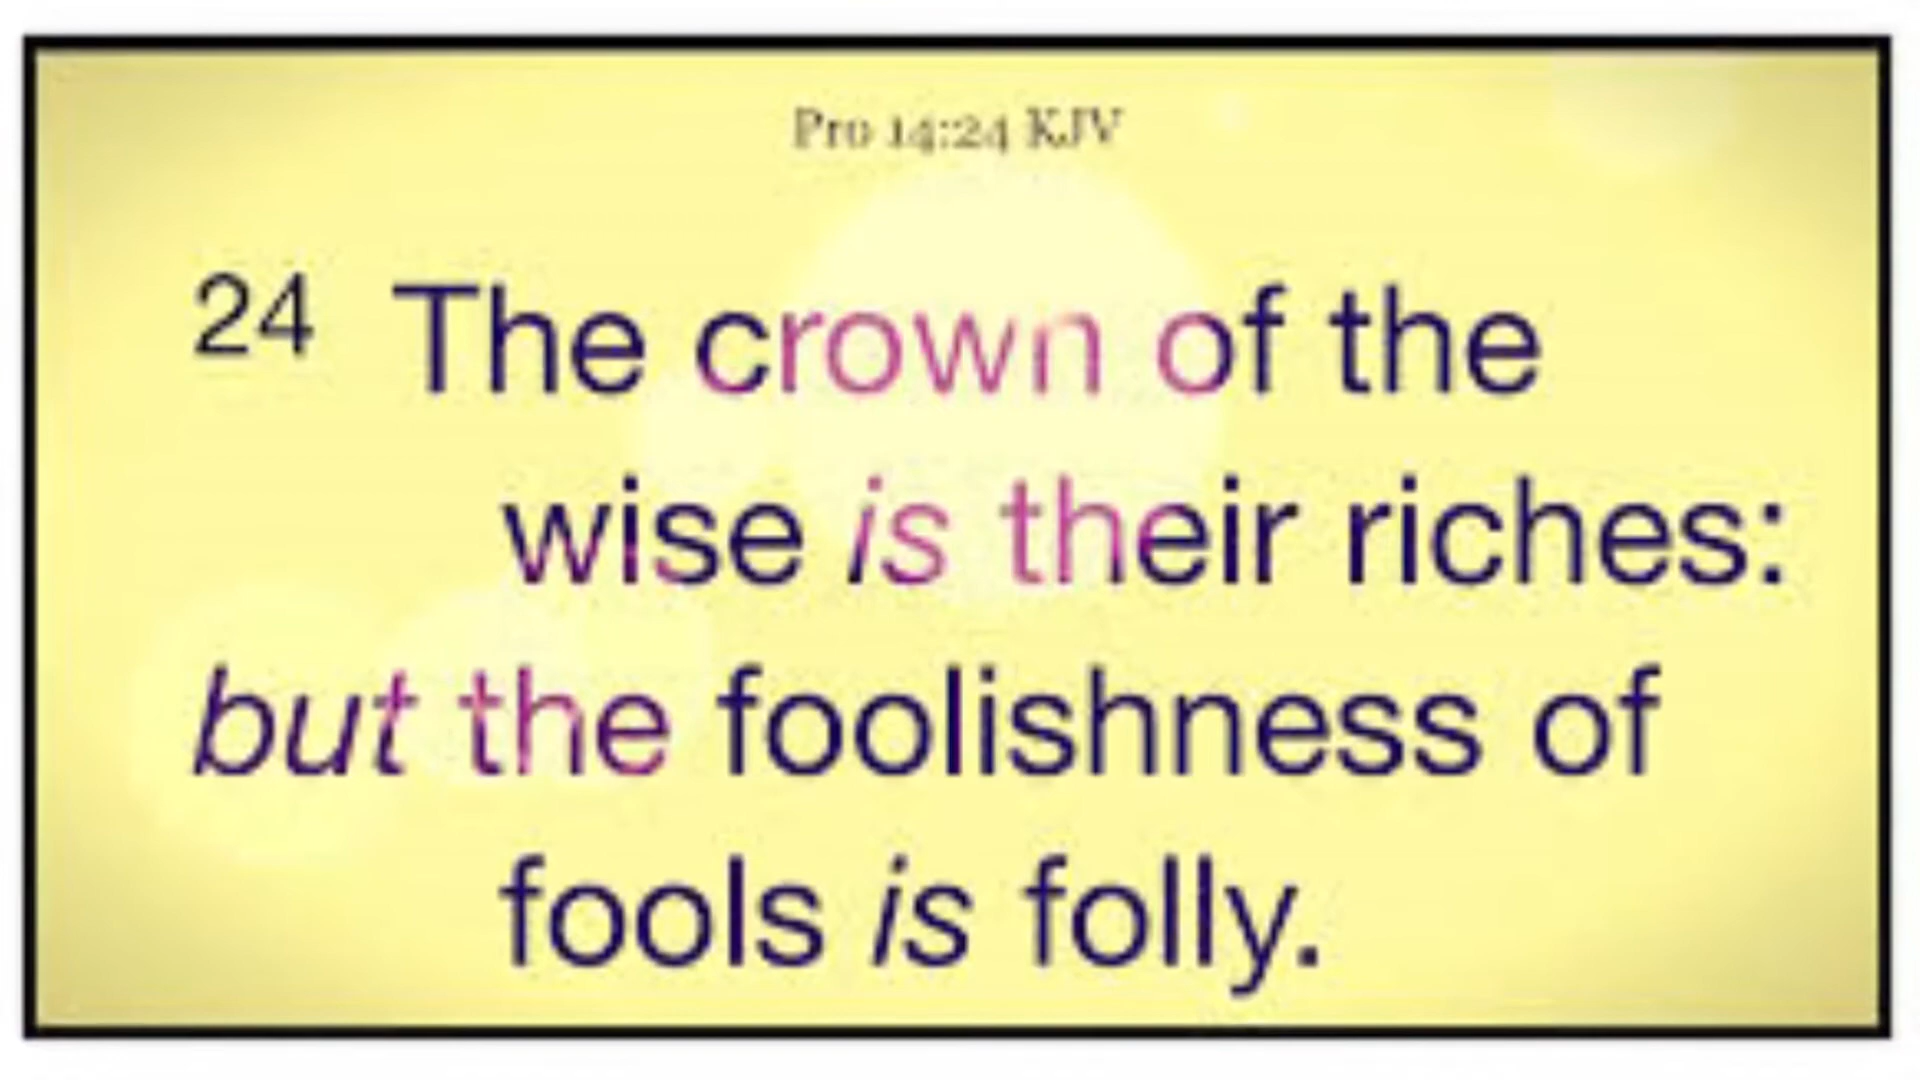 Pro 14:24 KJV
24 The crown of the
wise is their riches:
but the foolishness of
fools is folly.